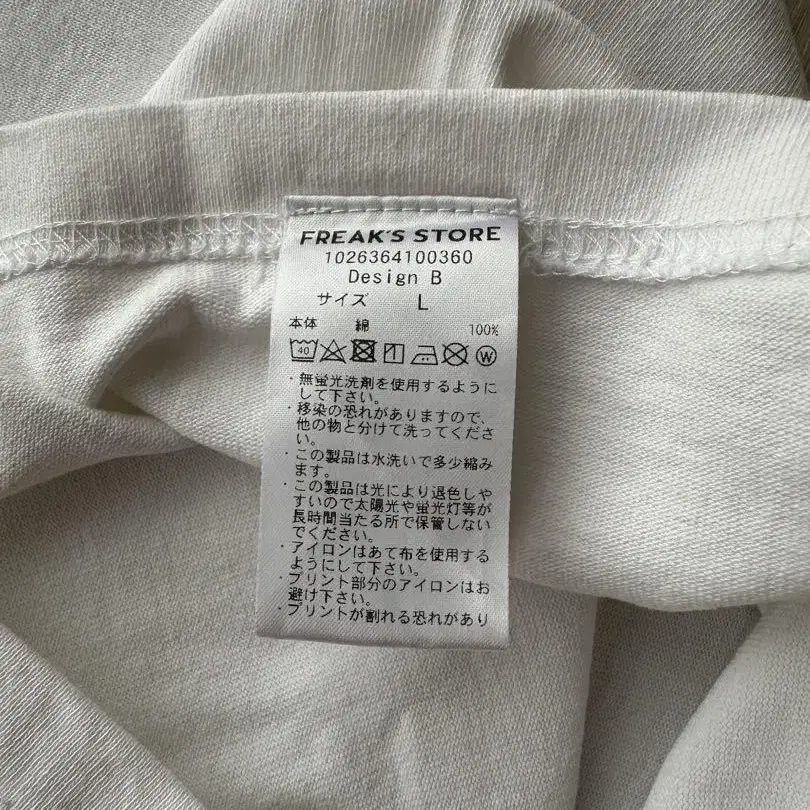 FREAK'S STORE
1026364100360
Design B
サイズ L
本体 綿 100%
40 W
・無蛍光洗剤を使用するように
して下さい。
・移染の恐れがありますので、
他の物と分けて洗ってくださ
い。
・この製品は水洗いで多少縮み
ます。
・この製品は光により退色しや
すいので太陽光や蛍光灯等が
長時間当たる所で保管しない
でください。
・アイロンはあて布を使用する
ようにして下さい。
・プリント部分のアイロンはお
避け下さい。
・プリントが割れる恐れがあり